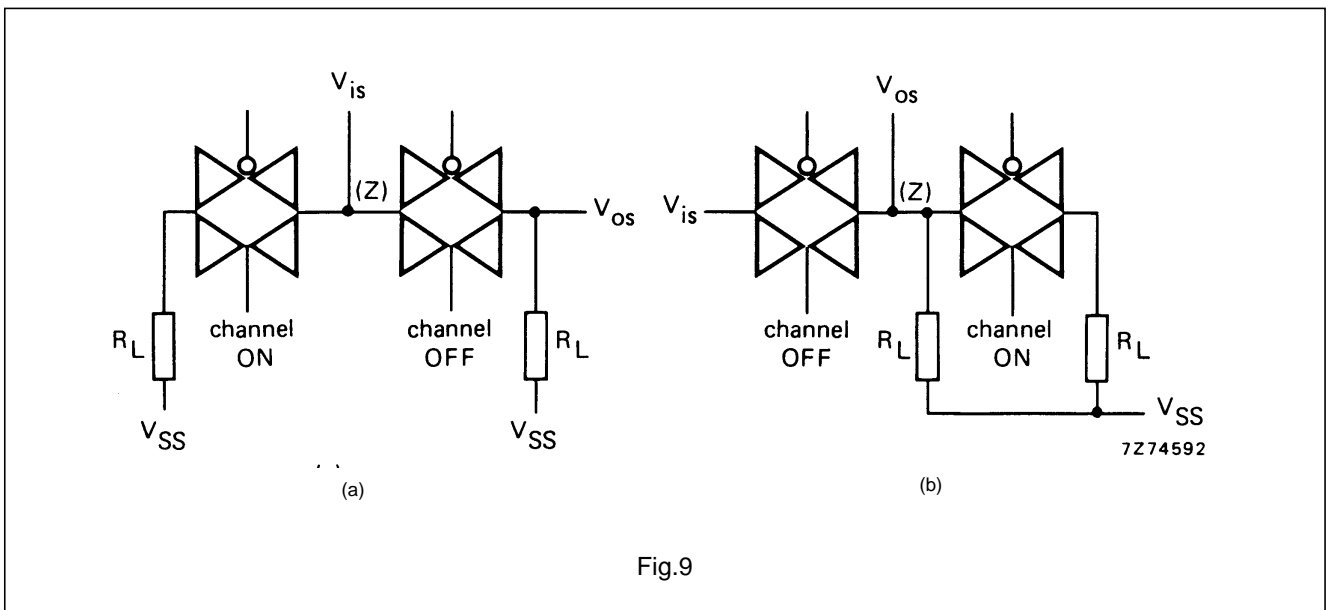 V_is
(Z)
V_os
R_L
channel
ON
channel
OFF
R_L
V_SS
V_SS
(a)
V_os
V_is
(Z)
channel
OFF
R_L
channel
ON
R_L
V_SS
7Z74592
(b)
Fig.9